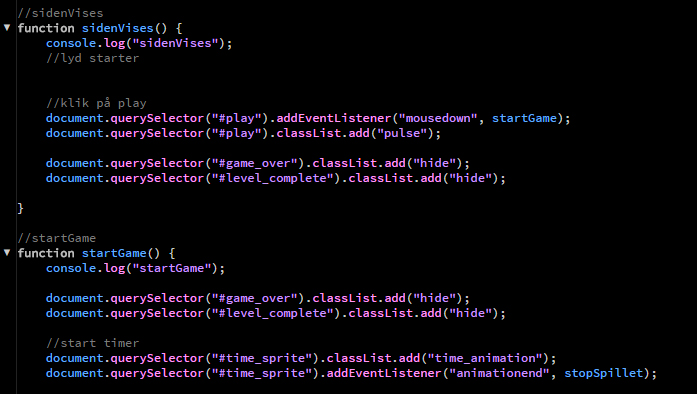 //sidenVises
function sidenVises() {
console.log("sidenVises");
//lyd starter
//klik på play
document.querySelector("#play").addEventListener("mousedown", startGame);
document.querySelector("#play").classList.add("pulse");
document.querySelector("#game_over").classList.add("hide");
document.querySelector("#level_complete").classList.add("hide");
}
//startGame
function startGame() {
console.log("startGame");
document.querySelector("#game_over").classList.add("hide");
document.querySelector("#level_complete").classList.add("hide");
//start timer
document.querySelector("#time_sprite").classList.add("time_animation");
document.querySelector("#time_sprite").addEventListener("animationend", stopSpillet);